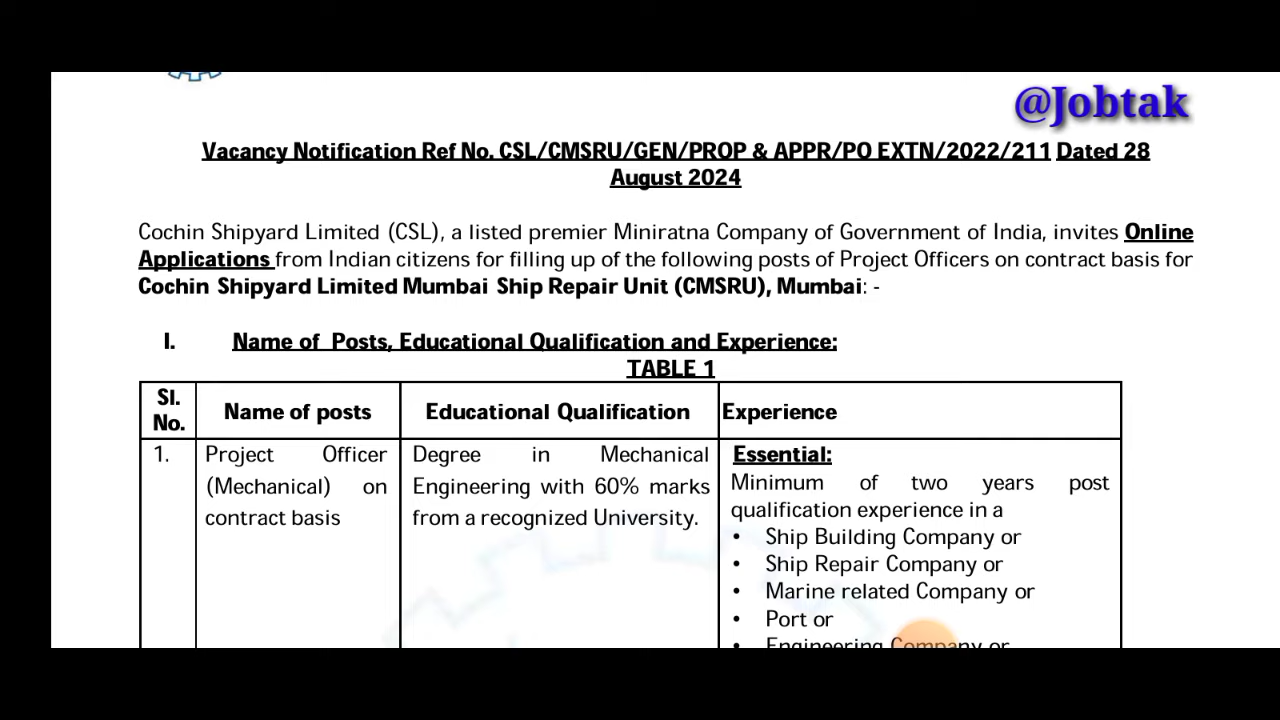 @Jobtak
Vacancy Notification Ref No. CSL/CMSRU/GEN/PROP & APPR/PO EXTN/2022/211 Dated 28
August 2024
Cochin Shipyard Limited (CSL), a listed premier Miniratna Company of Government of India, invites Online
Applications from Indian citizens for filling up of the following posts of Project Officers on contract basis for
Cochin Shipyard Limited Mumbai Ship Repair Unit (CMSRU), Mumbai: -
I. Name of Posts, Educational Qualification and Experience:
TABLE 1
Sl.
No.
Name of posts
Educational Qualification
Experience
1.
Project Officer
(Mechanical) on
contract basis
Degree in Mechanical
Engineering with 60% marks
from a recognized University.
Essential:
Minimum of two years post
qualification experience in a
• Ship Building Company or
• Ship Repair Company or
• Marine related Company or
• Port or
• Engineering Company or